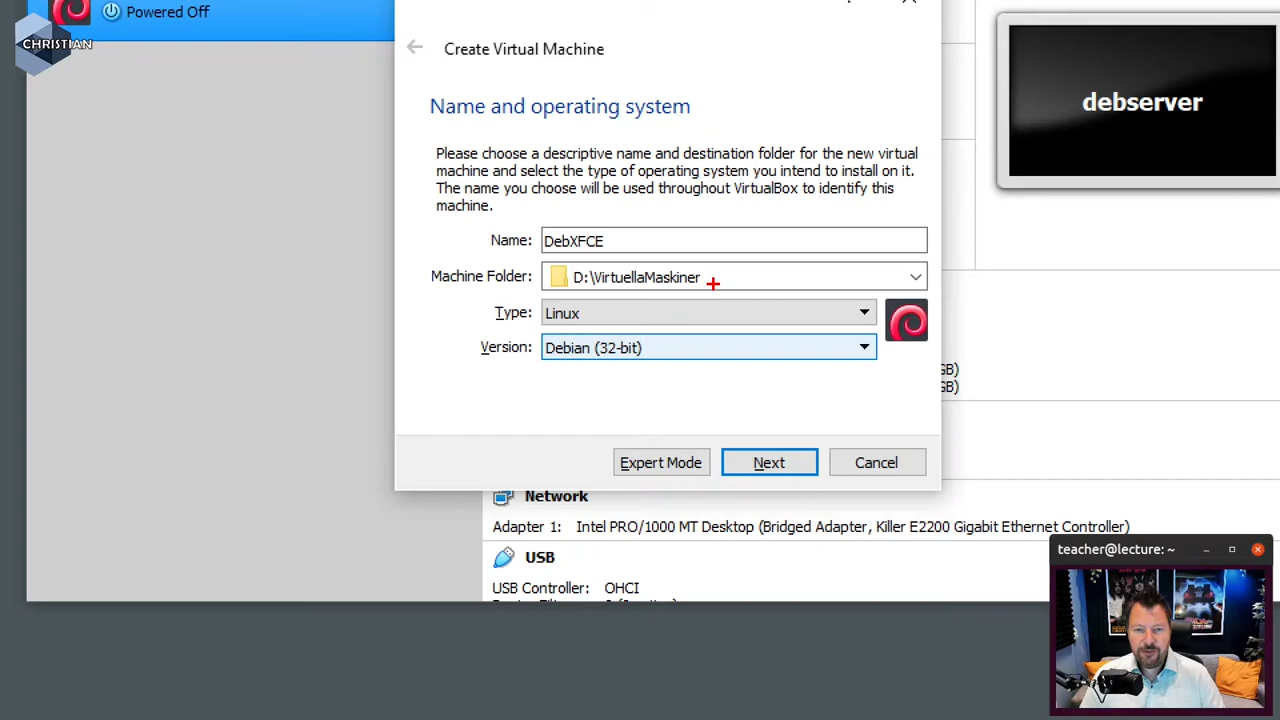 Powered Off
CHRISTIAN
Create Virtual Machine
Name and operating system
Please choose a descriptive name and destination folder for the new virtual
machine and select the type of operating system you intend to install on it.
The name you choose will be used throughout VirtualBox to identify this
machine.
Name: DebXFCE
Machine Folder: D:\VirtuellaMaskiner
Type: Linux
Version: Debian (32-bit)
Expert Mode Next Cancel
debserver
GB)
GB)
Network
Adapter 1: Intel PRO/1000 MT Desktop (Bridged Adapter, Killer E2200 Gigabit Ethernet Controller)
USB
USB Controller: OHCI
teacher@lecture: ~